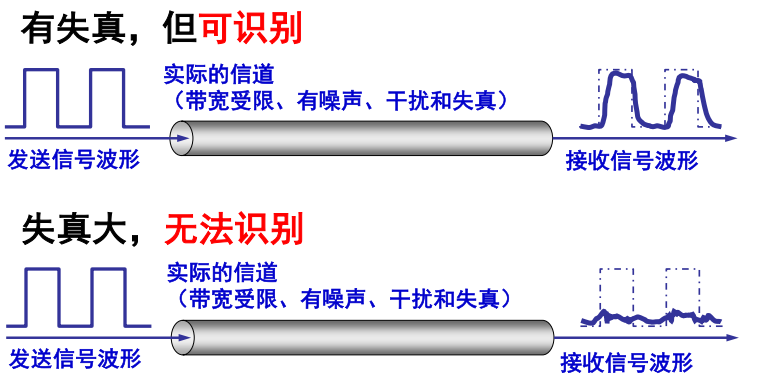 有失真，但可识别
实际的信道
（带宽受限、有噪声、干扰和失真）
发送信号波形
接收信号波形
失真大，无法识别
实际的信道
（带宽受限、有噪声、干扰和失真）
发送信号波形
接收信号波形